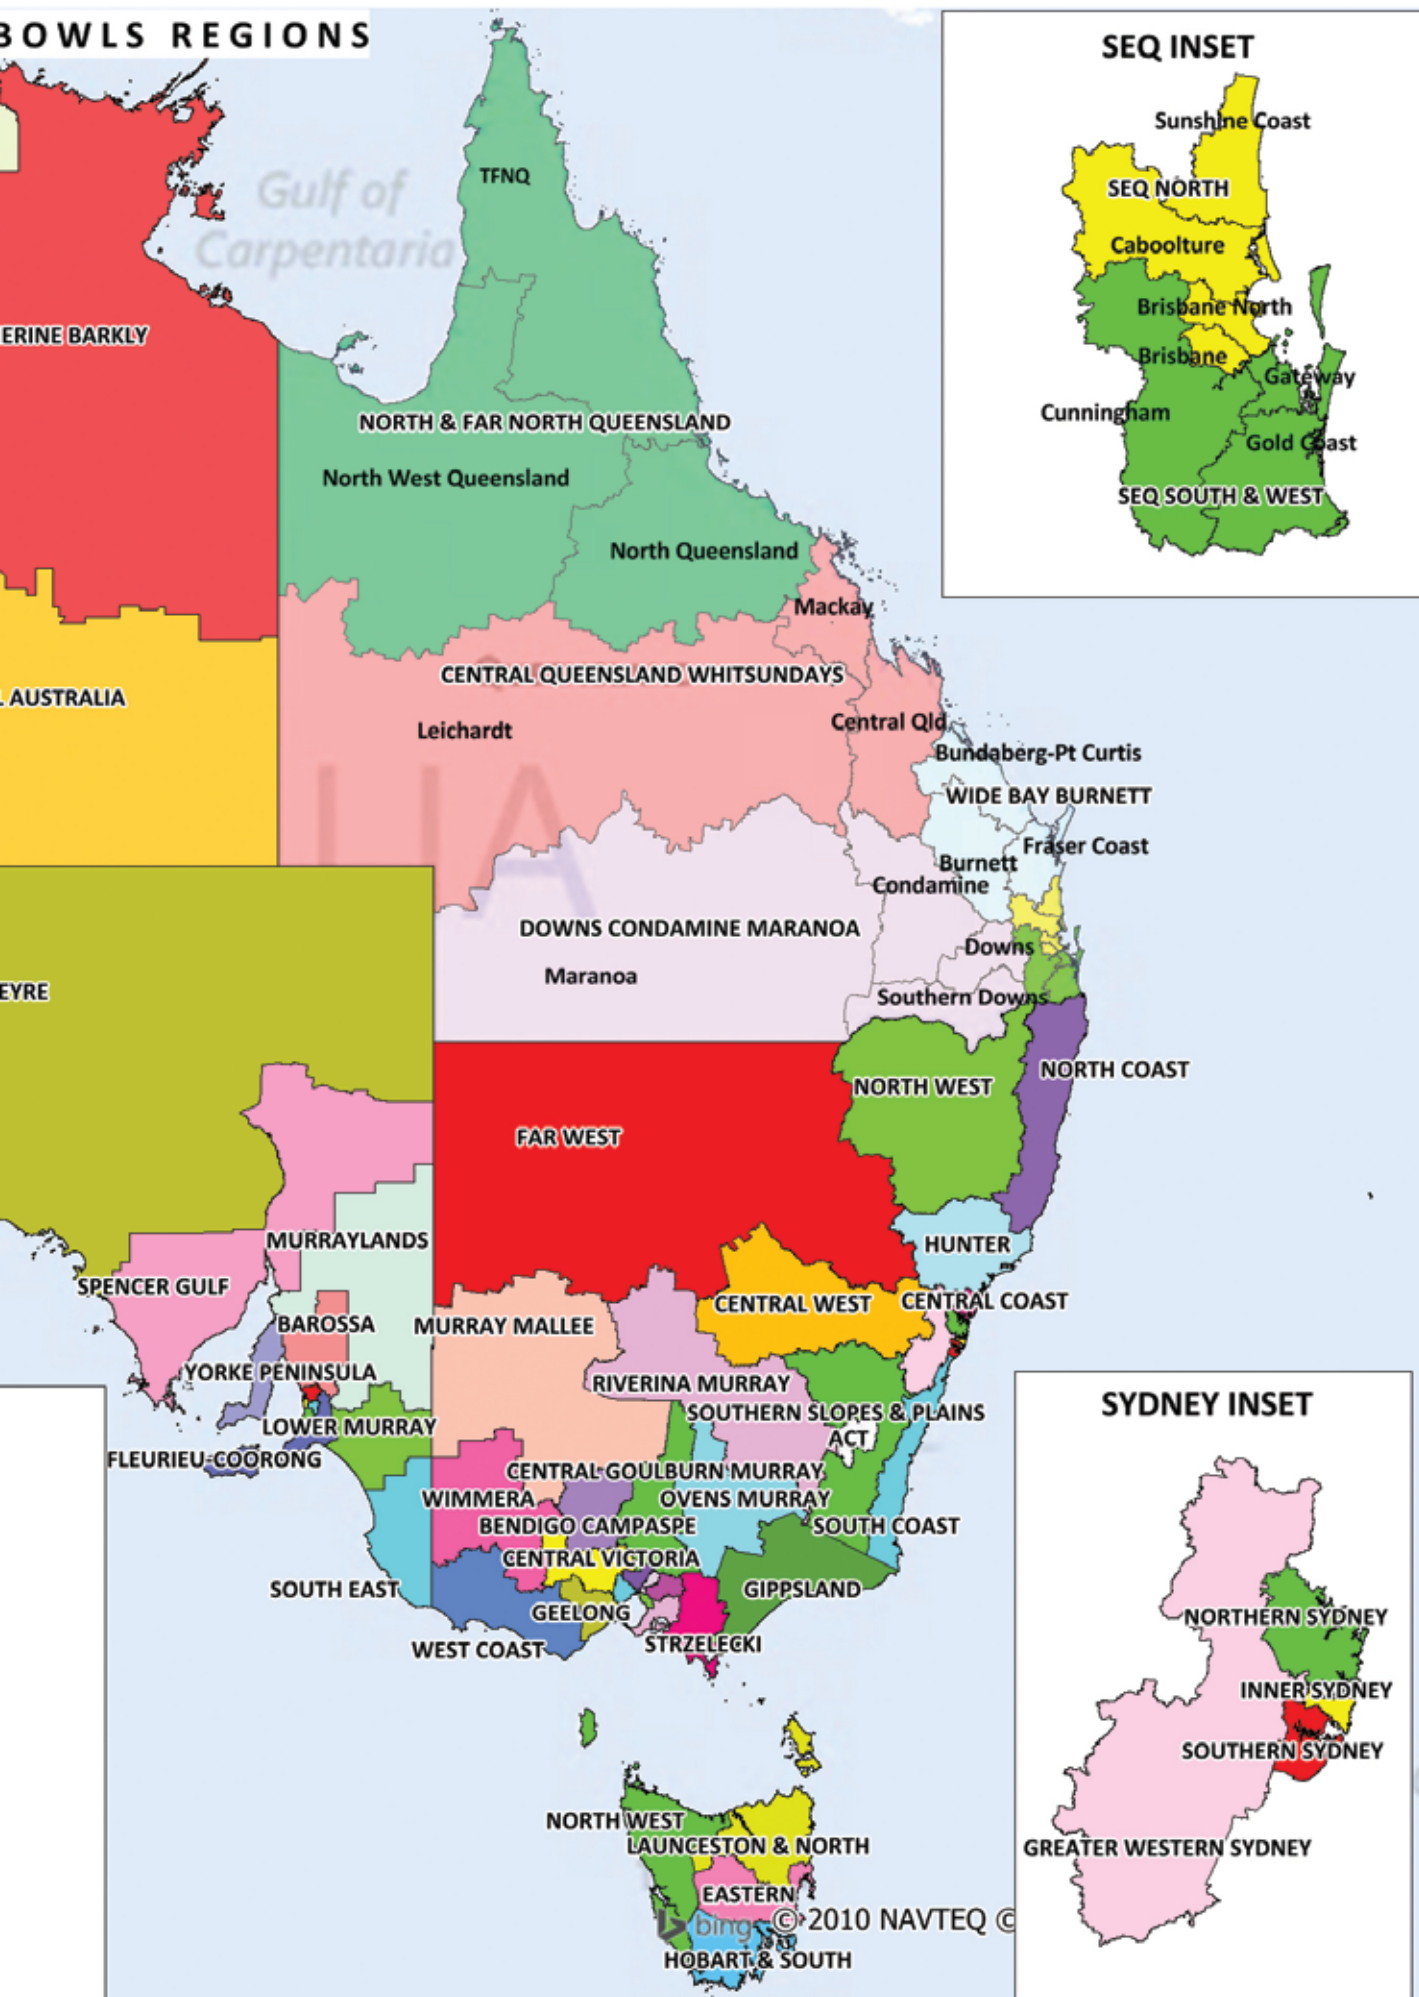 BOWLS REGIONS
SEQ INSET
Sunshine Coast
SEQ NORTH
Caboolture
Brisbane North
Brisbane
Gateway
Cunningham
Gold Coast
SEQ SOUTH & WEST
TFNQ
Gulf of
Carpentaria
ERINE BARKLY
NORTH & FAR NORTH QUEENSLAND
North West Queensland
North Queensland
Mackay
CENTRAL QUEENSLAND WHITSUNDAYS
L AUSTRALIA
Leichardt
Central Qld
Bundaberg-Pt Curtis
WIDE BAY BURNETT
LIA
Fraser Coast
Burnett
Condamine
DOWNS CONDAMINE MARANOA
Downs
Maranoa
EYRE
Southern Downs
NORTH COAST
NORTH WEST
FAR WEST
MURRAYLANDS
HUNTER
SPENCER GULF
CENTRAL WEST
CENTRAL COAST
BAROSSA
MURRAY MALLEE
YORKE PENINSULA
RIVERINA MURRAY
SOUTHERN SLOPES & PLAINS
LOWER MURRAY
ACT
FLEURIEU-COORONG
CENTRAL GOULBURN MURRAY
WIMMERA
OVENS MURRAY
BENDIGO CAMPASPE
SOUTH COAST
CENTRAL VICTORIA
SOUTH EAST
GIPPSLAND
GEELONG
WEST COAST
STRZELECKI
NORTH WEST
LAUNCESTON & NORTH
EASTERN
bing © 2010 NAVTEQ ©
HOBART & SOUTH
SYDNEY INSET
NORTHERN SYDNEY
INNER SYDNEY
SOUTHERN SYDNEY
GREATER WESTERN SYDNEY